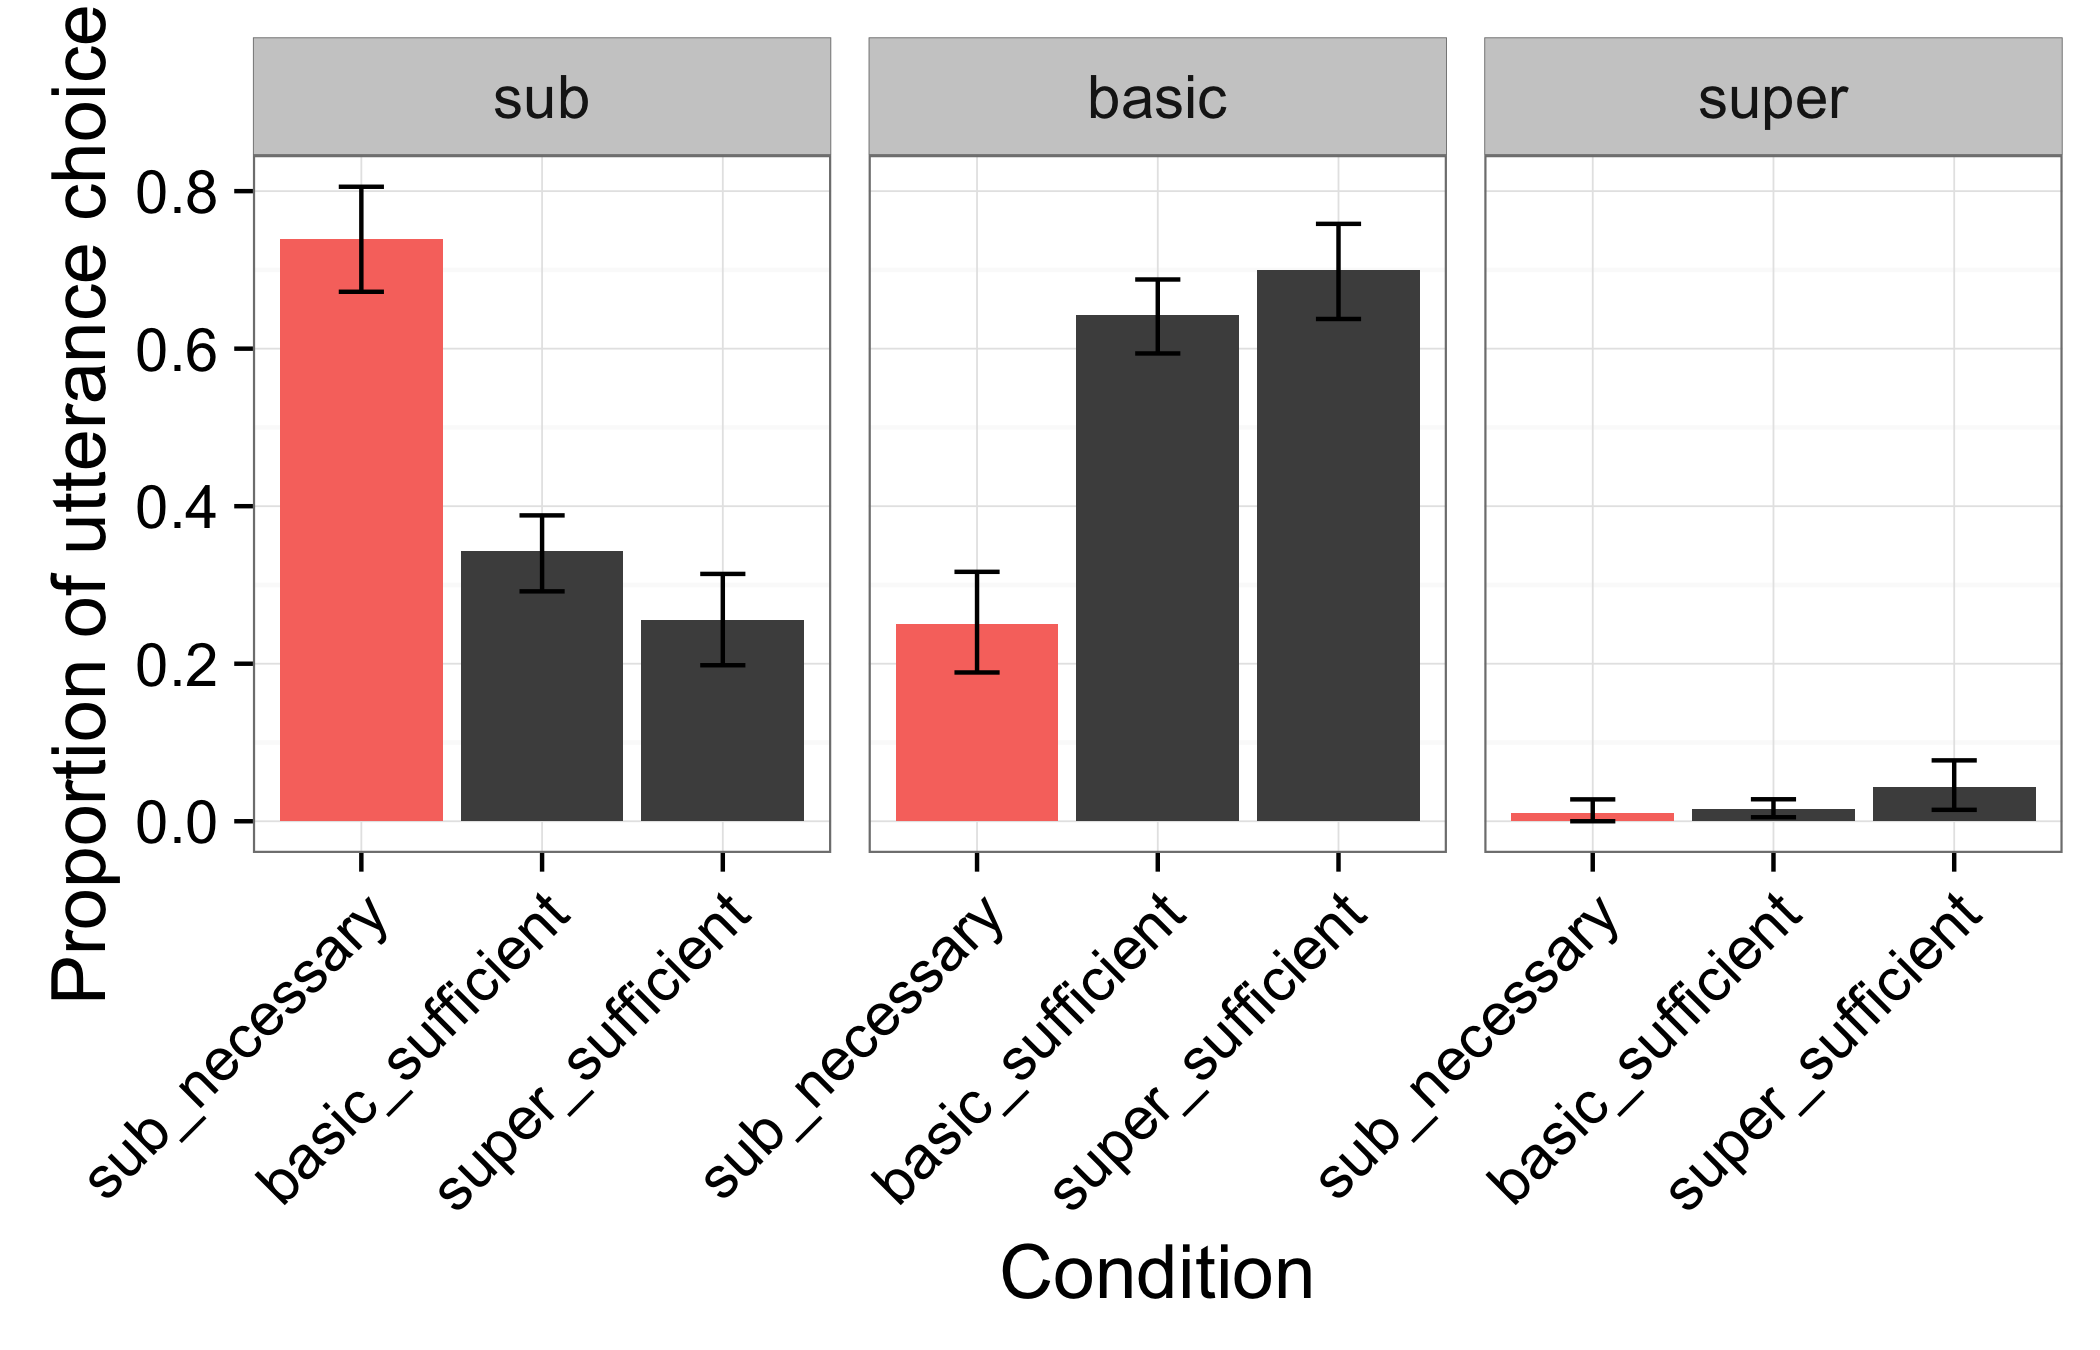 Proportion of utterance choice
sub
basic
super
0.8
0.6
0.4
0.2
0.0
sub_necessary
basic_sufficient
super_sufficient
sub_necessary
basic_sufficient
super_sufficient
sub_necessary
basic_sufficient
super_sufficient
Condition